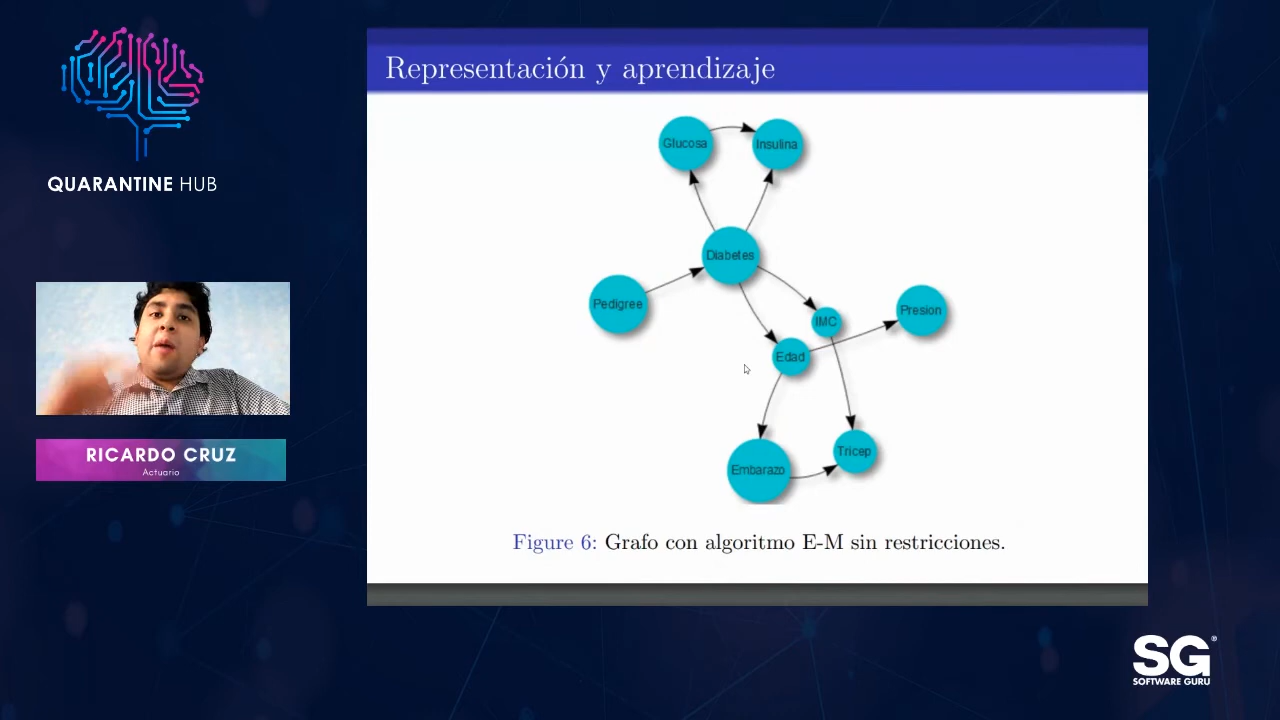 QUARANTINE HUB
RICARDO CRUZ
Actuario
Representación y aprendizaje
Glucosa
Insulina
Diabetes
Pedigree
IMC
Presion
Edad
Embarazo
Tricep
Figure 6: Grafo con algoritmo E-M sin restricciones.
SG®
SOFTWARE GURU